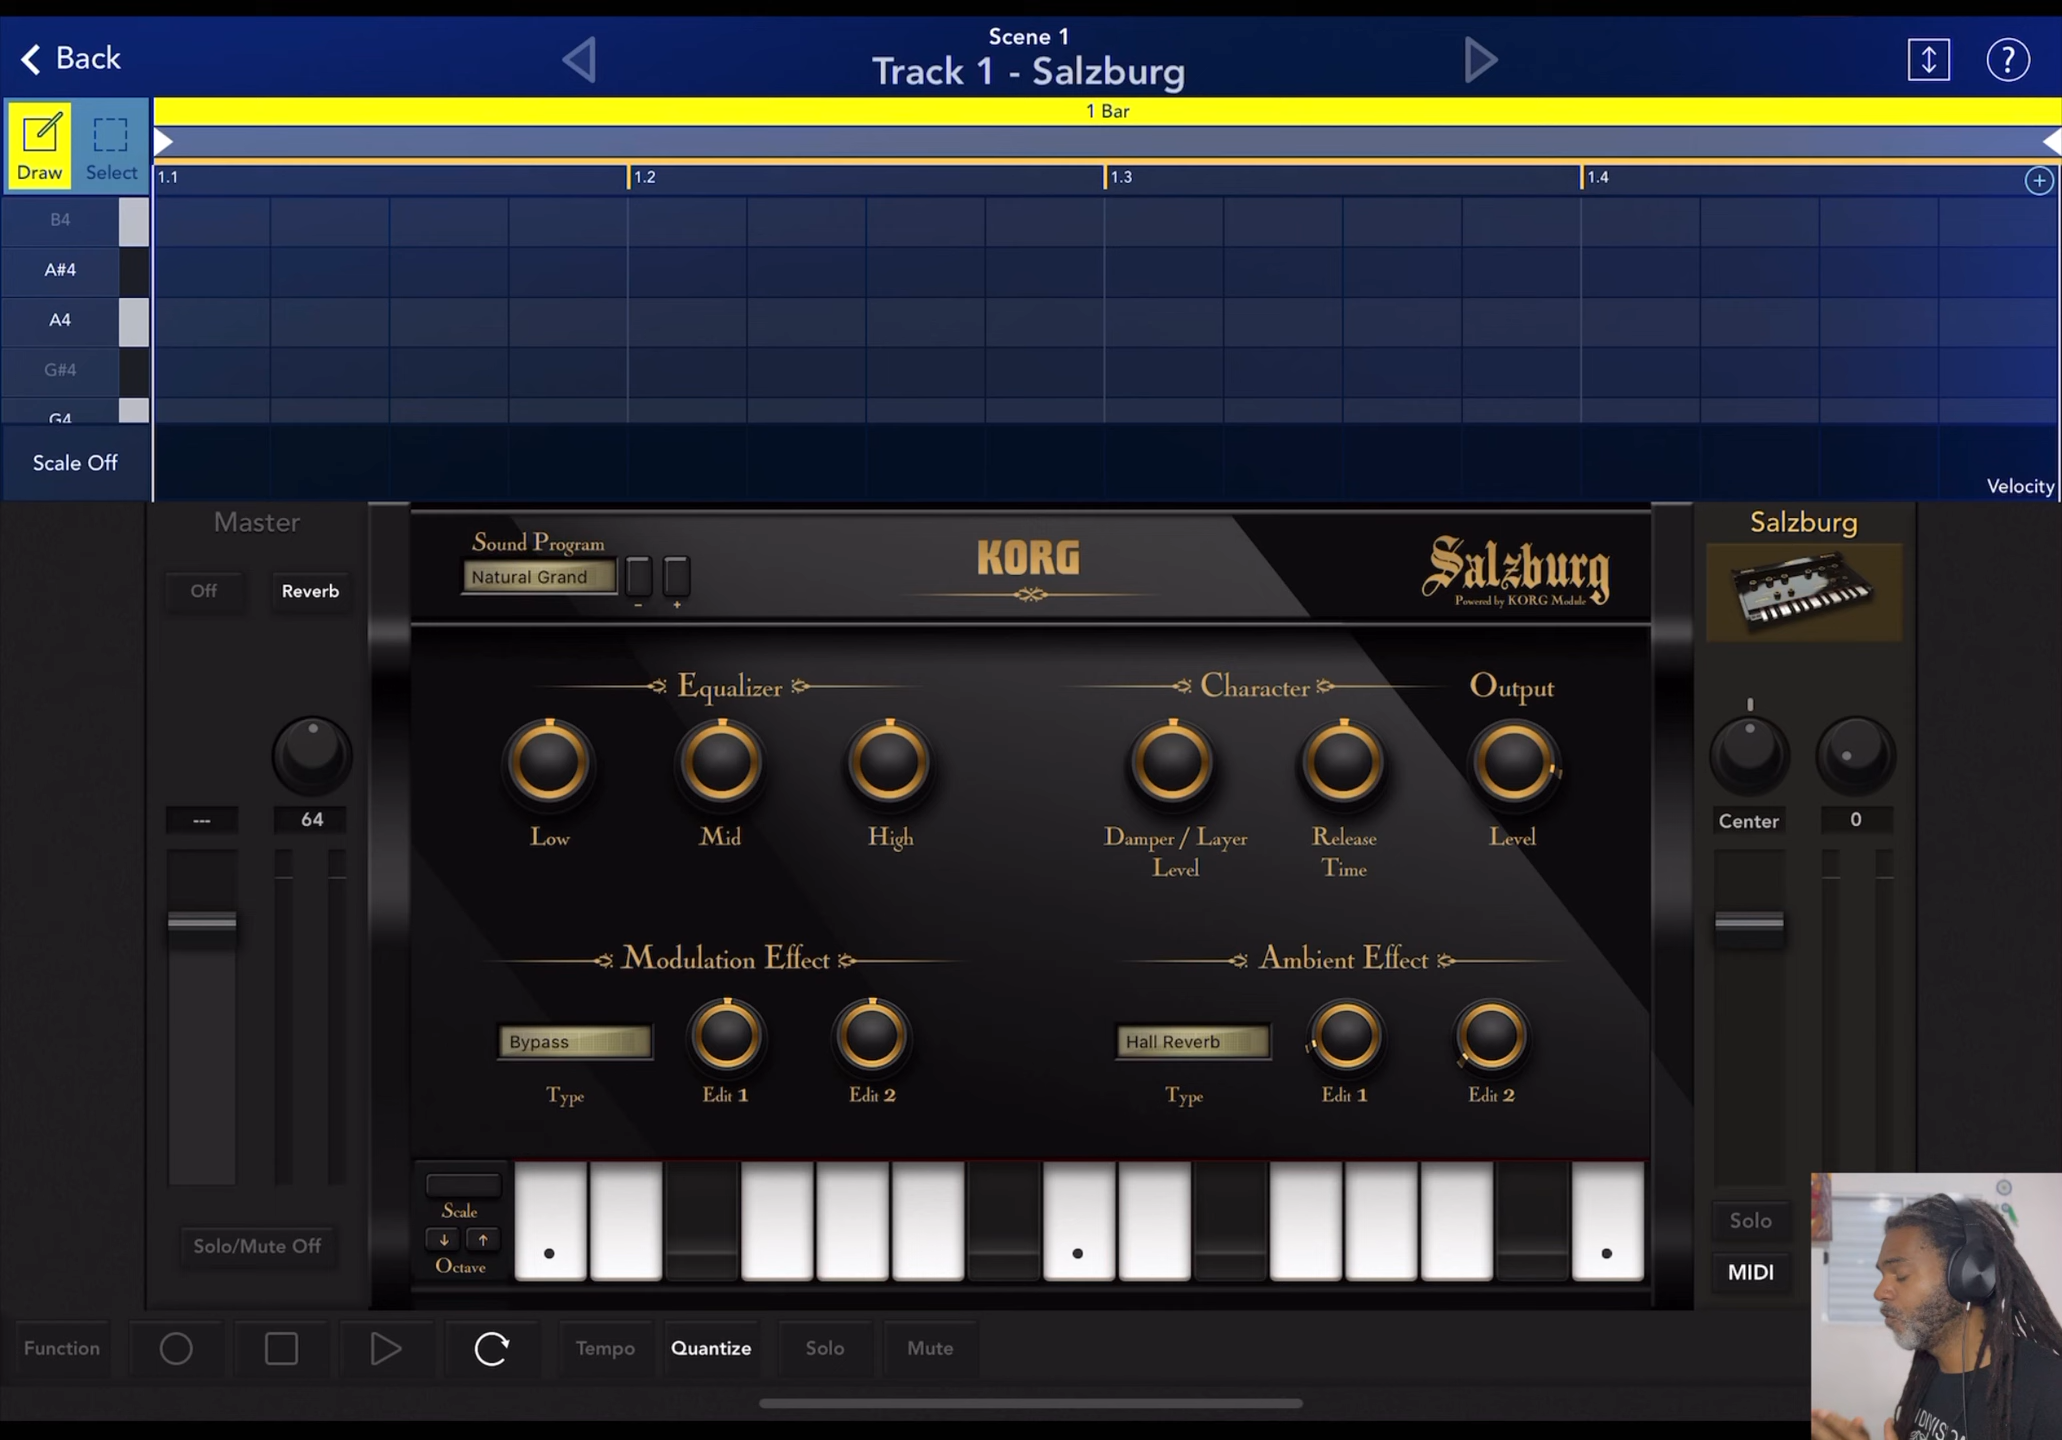 Back
Scene 1
Track 1 - Salzburg
?
1 Bar
Draw
Select
1.1
1.2
1.3
1.4
B4
A#4
A4
G#4
G4
Scale Off
Velocity
Master
Off
Reverb
---
64
Solo/Mute Off
Sound Program
Natural Grand
- +
KORG
Salzburg
Powered by KORG Module
Equalizer
Low
Mid
High
Character
Damper / Layer
Level
Release
Time
Output
Level
Modulation Effect
Bypass
Type
Edit 1
Edit 2
Ambient Effect
Hall Reverb
Type
Edit 1
Edit 2
Scale
Octave
Salzburg
Center
0
Solo
MIDI
Function
Tempo
Quantize
Solo
Mute